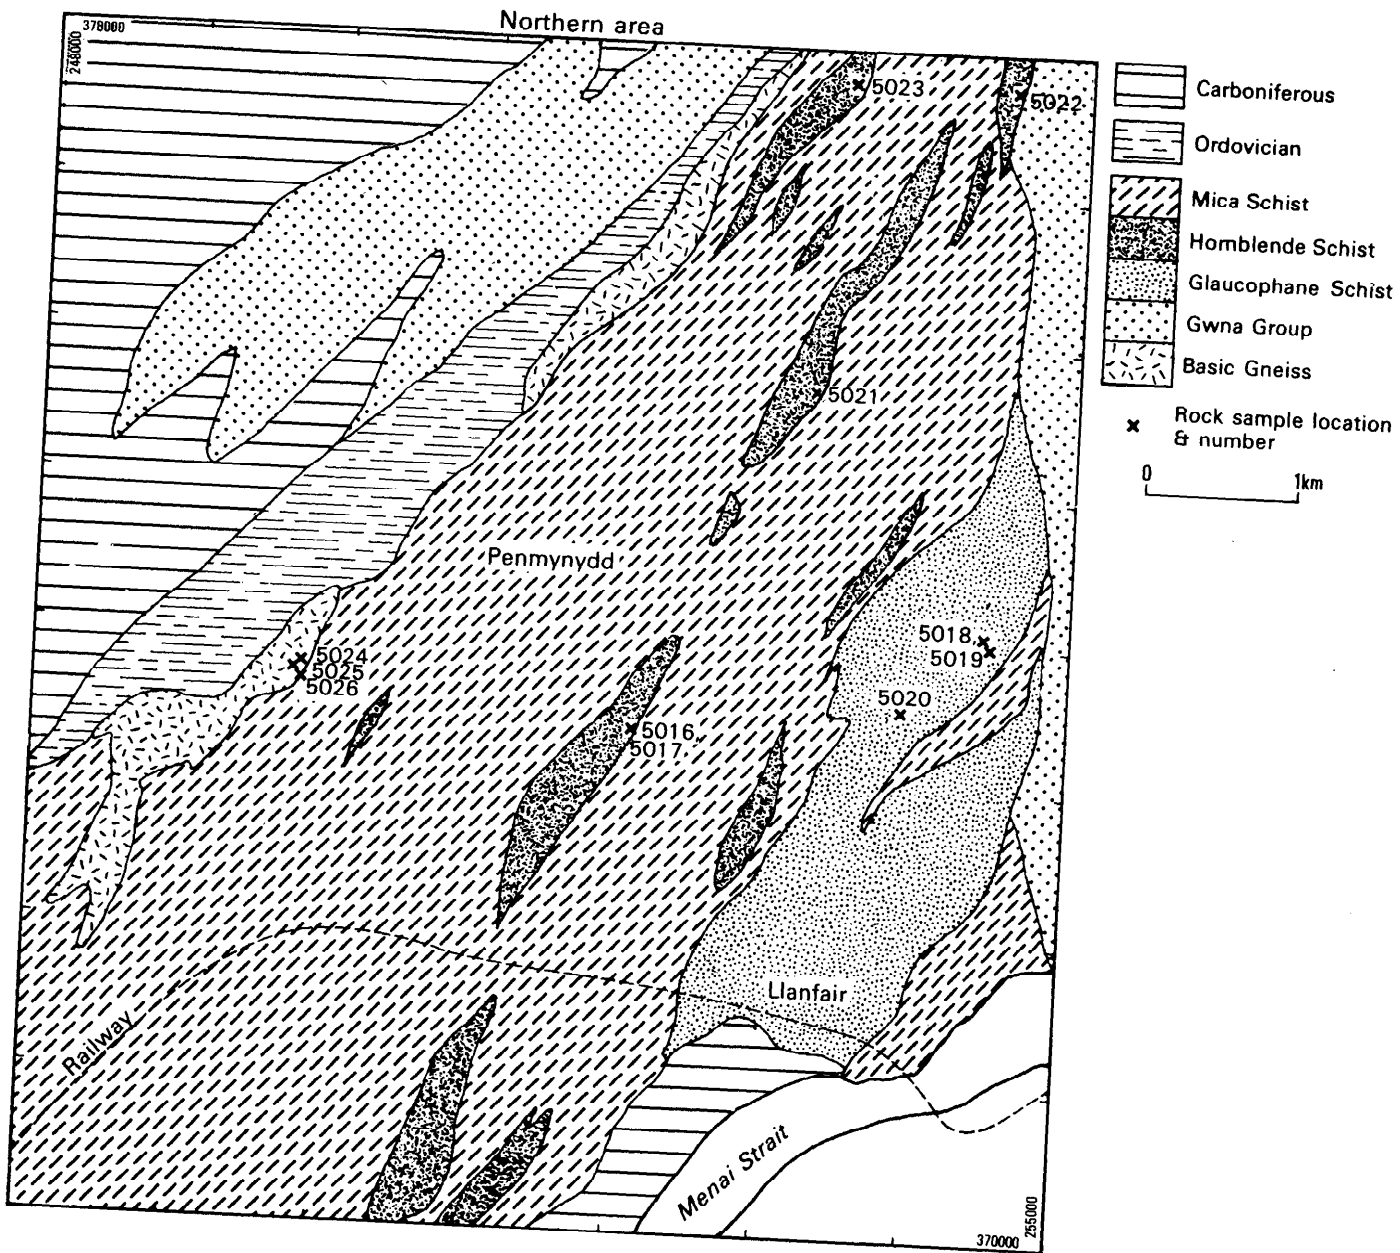 Northern area
378000
248000
5023
5022
5021
Penmynydd
5018
5019
5020
5024
5025
5026
5016
5017
Llanfair
Railway
Menai Strait
370000
255000
Carboniferous
Ordovician
Mica Schist
Hornblende Schist
Glaucophane Schist
Gwna Group
Basic Gneiss
Rock sample location
& number
0 1km